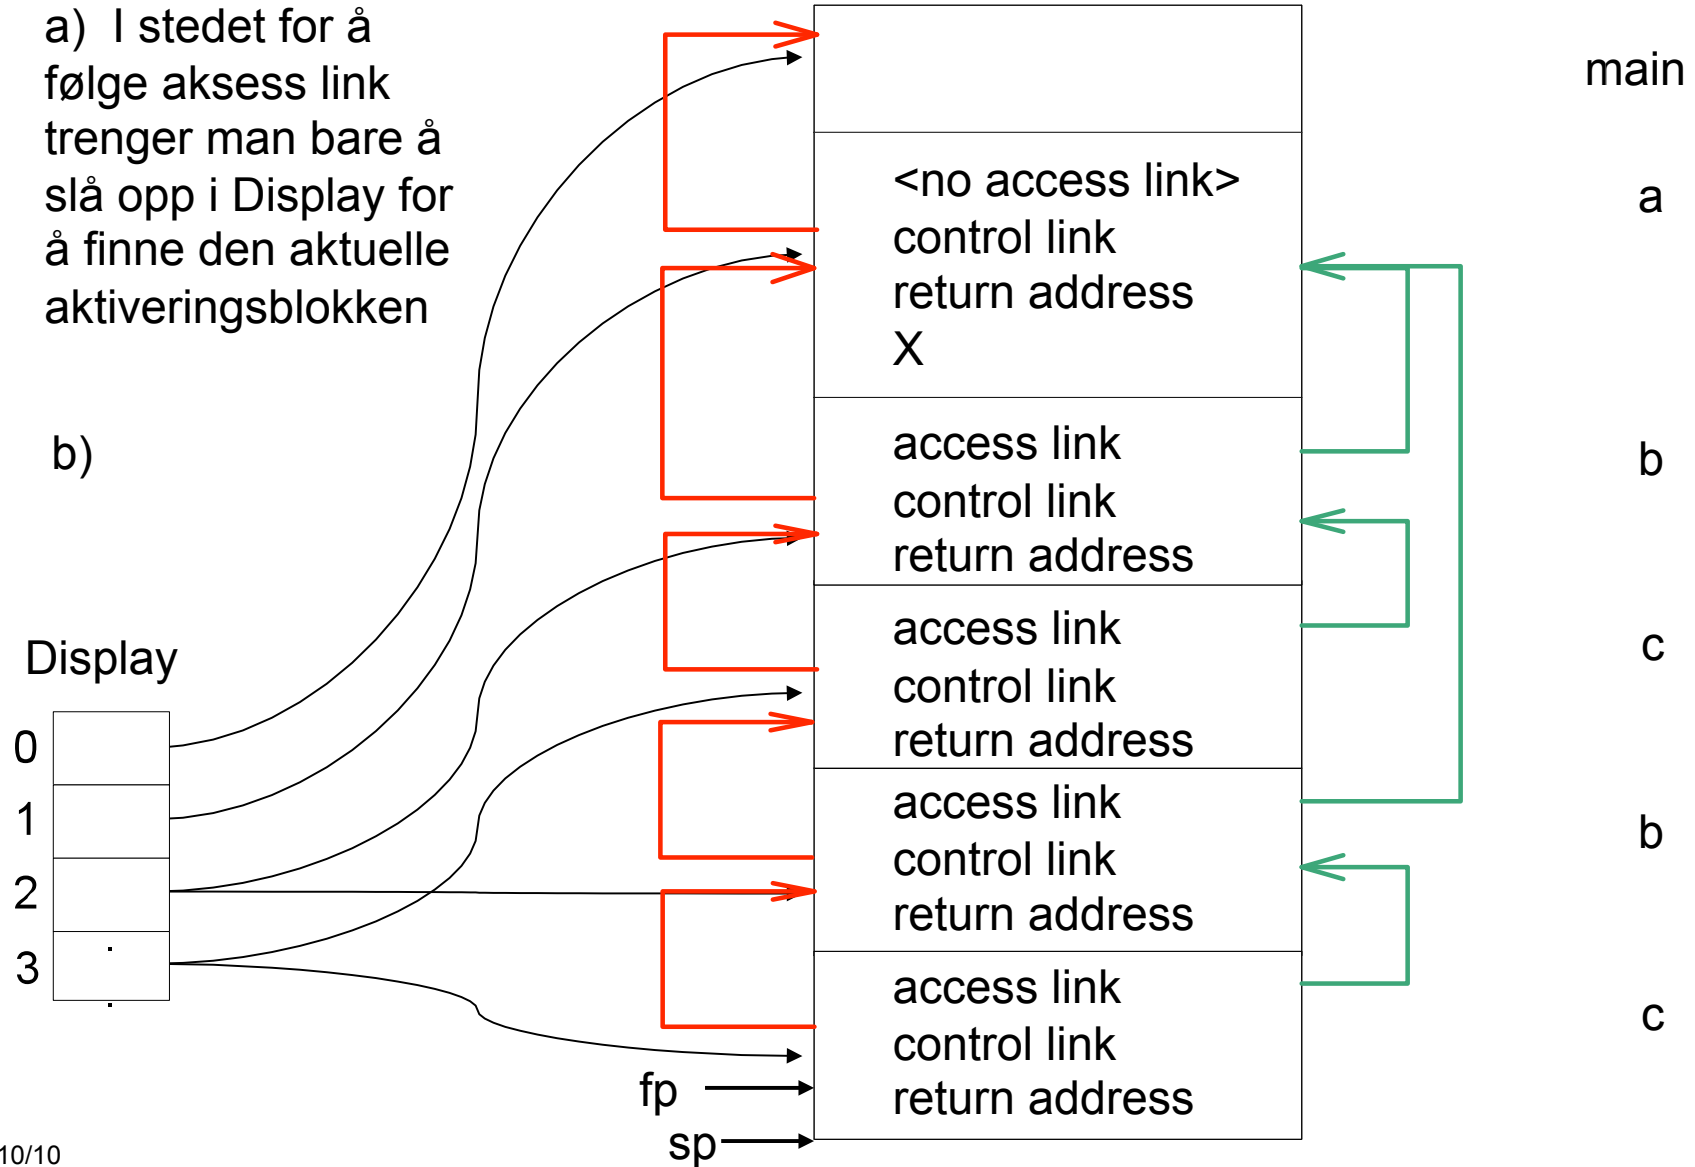 a) I stedet for å
følge aksess link
trenger man bare å
slå opp i Display for
å finne den aktuelle
aktiveringsblokken
b)
Display
0
1
2
3
main
<no access link>
control link
return address
X
a
access link
control link
return address
b
access link
control link
return address
c
access link
control link
return address
b
access link
control link
return address
c
fp
sp
10/10